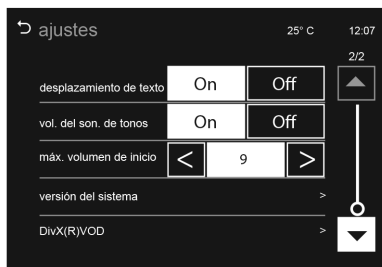 ajustes 25° C 12:07
2/2
desplazamiento de texto On Off
vol. del son. de tonos On Off
máx. volumen de inicio < 9 >
versión del sistema >
DivX(R)VOD >